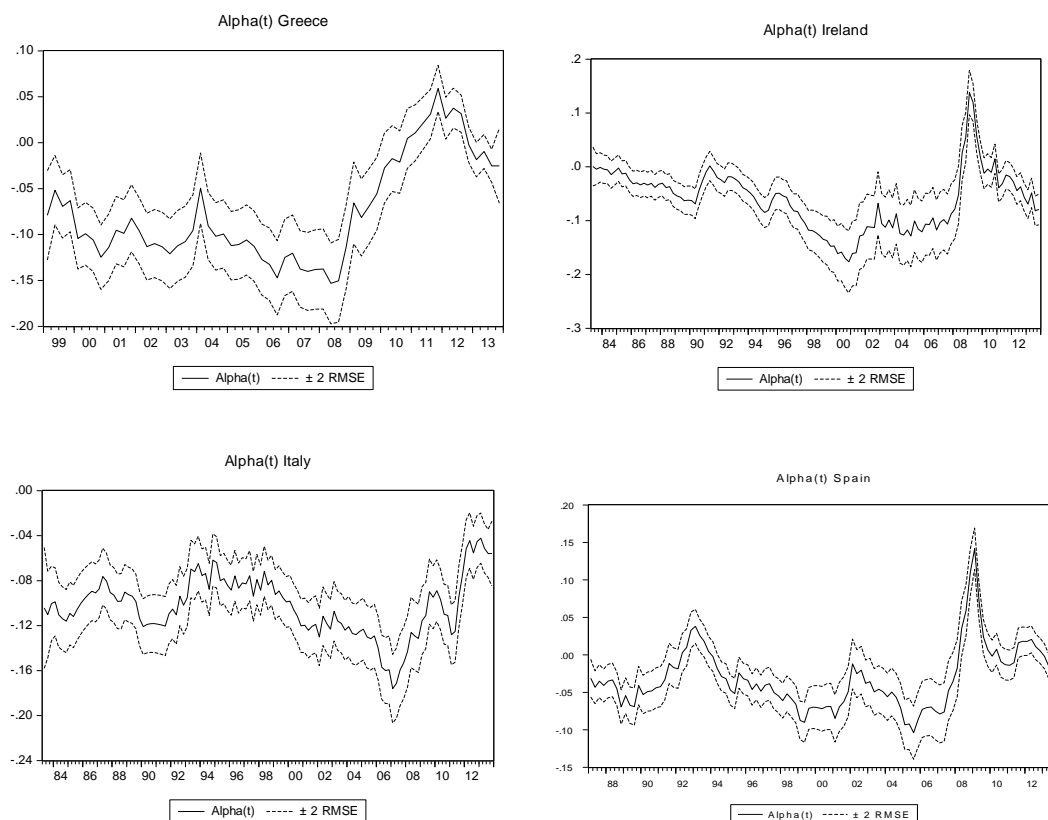 Alpha(t) Greece
.10
.05
.00
-.05
-.10
-.15
-.20
99 00 01 02 03 04 05 06 07 08 09 10 11 12 13
Alpha(t) ± 2 RMSE
Alpha(t) Ireland
.2
.1
.0
-.1
-.2
-.3
84 86 88 90 92 94 96 98 00 02 04 06 08 10 12
Alpha(t) ± 2 RMSE
Alpha(t) Italy
.00
-.04
-.08
-.12
-.16
-.20
-.24
84 86 88 90 92 94 96 98 00 02 04 06 08 10 12
Alpha(t) ± 2 RMSE
Alpha(t) Spain
.20
.15
.10
.05
.00
-.05
-.10
-.15
88 90 92 94 96 98 00 02 04 06 08 10 12
Alpha(t) ± 2 RMSE